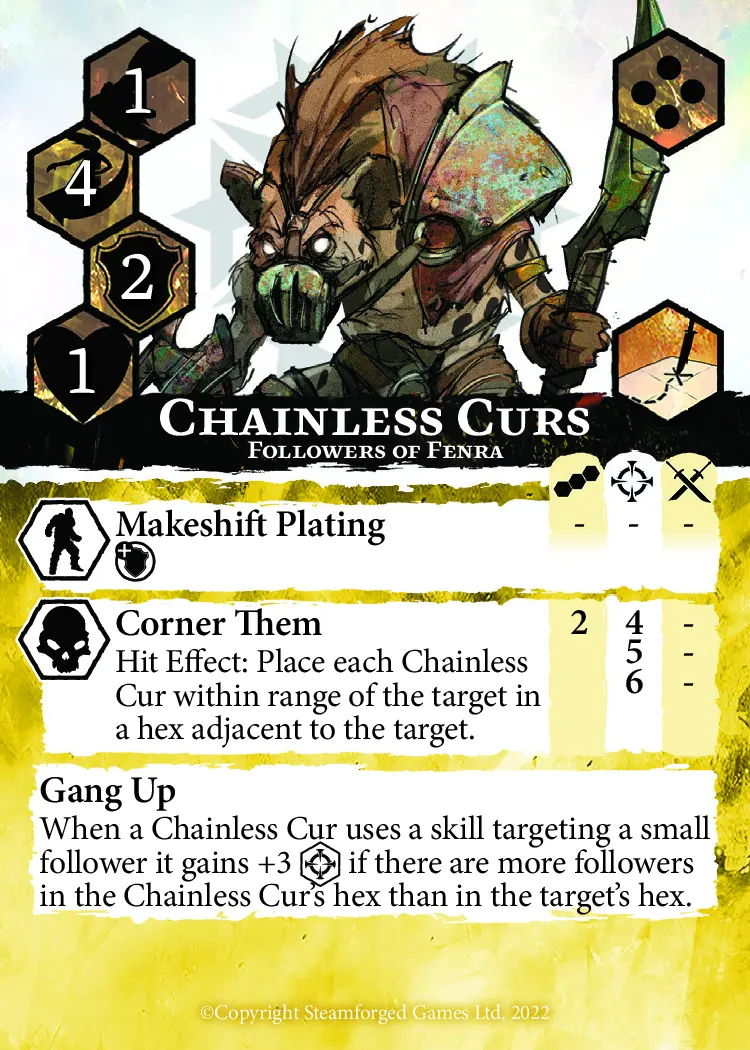 1
4
2
1
Chainless Curs
Followers of Fenra
Makeshift Plating - - -
+
Corner Them 2 4 -
5 -
6 -
Hit Effect: Place each Chainless
Cur within range of the target in
a hex adjacent to the target.
Gang Up
When a Chainless Cur uses a skill targeting a small
follower it gains +3 if there are more followers
in the Chainless Cur's hex than in the target's hex.
©Copyright Steamforged Games Ltd. 2022